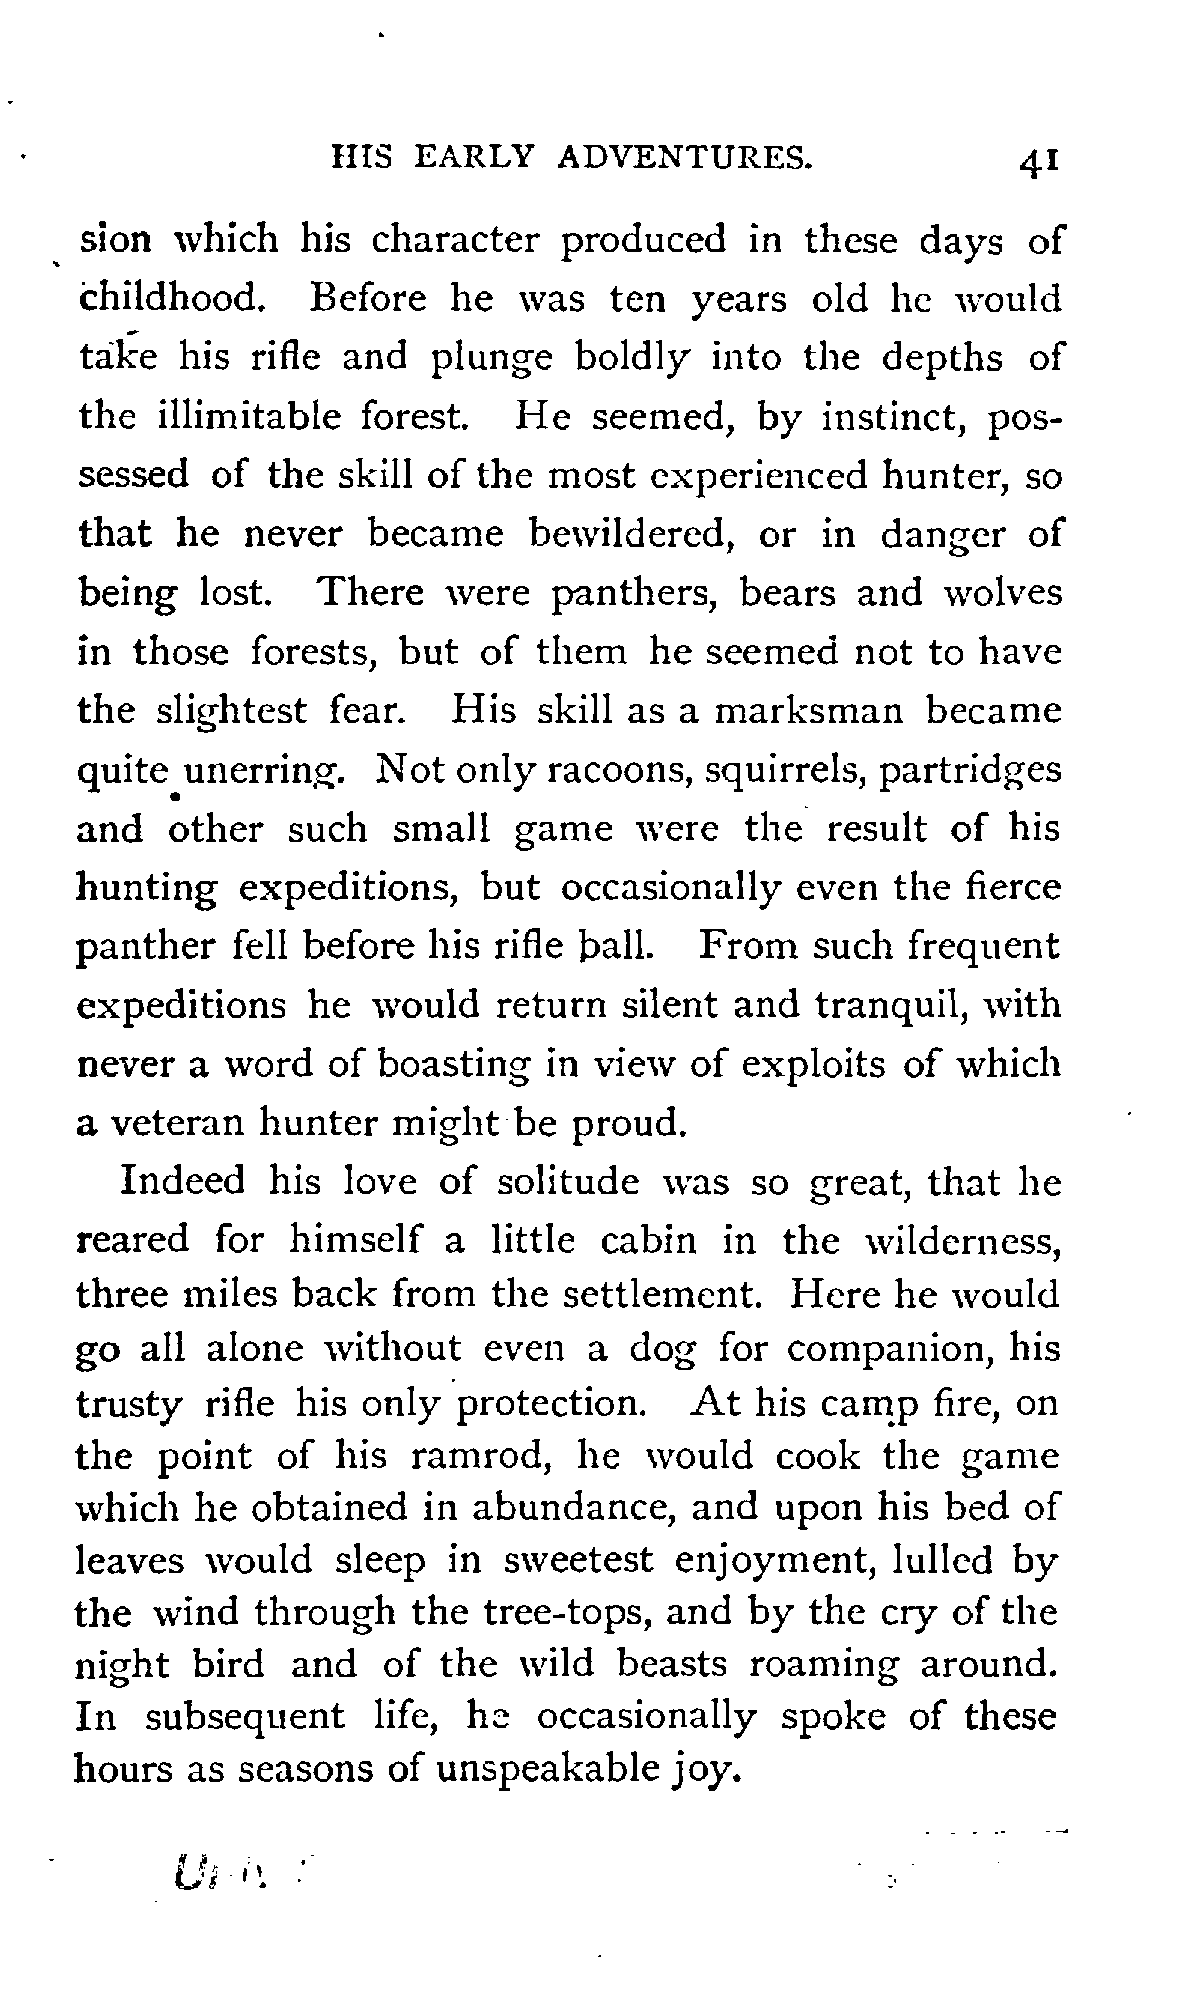 HIS EARLY ADVENTURES. 41
sion which his character produced in these days of
childhood. Before he was ten years old he would
take his rifle and plunge boldly into the depths of
the illimitable forest. He seemed, by instinct, pos-
sessed of the skill of the most experienced hunter, so
that he never became bewildered, or in danger of
being lost. There were panthers, bears and wolves
in those forests, but of them he seemed not to have
the slightest fear. His skill as a marksman became
quite unerring. Not only racoons, squirrels, partridges
and other such small game were the result of his
hunting expeditions, but occasionally even the fierce
panther fell before his rifle ball. From such frequent
expeditions he would return silent and tranquil, with
never a word of boasting in view of exploits of which
a veteran hunter might be proud.
Indeed his love of solitude was so great, that he
reared for himself a little cabin in the wilderness,
three miles back from the settlement. Here he would
go all alone without even a dog for companion, his
trusty rifle his only protection. At his camp fire, on
the point of his ramrod, he would cook the game
which he obtained in abundance, and upon his bed of
leaves would sleep in sweetest enjoyment, lulled by
the wind through the tree-tops, and by the cry of the
night bird and of the wild beasts roaming around.
In subsequent life, he occasionally spoke of these
hours as seasons of unspeakable joy.